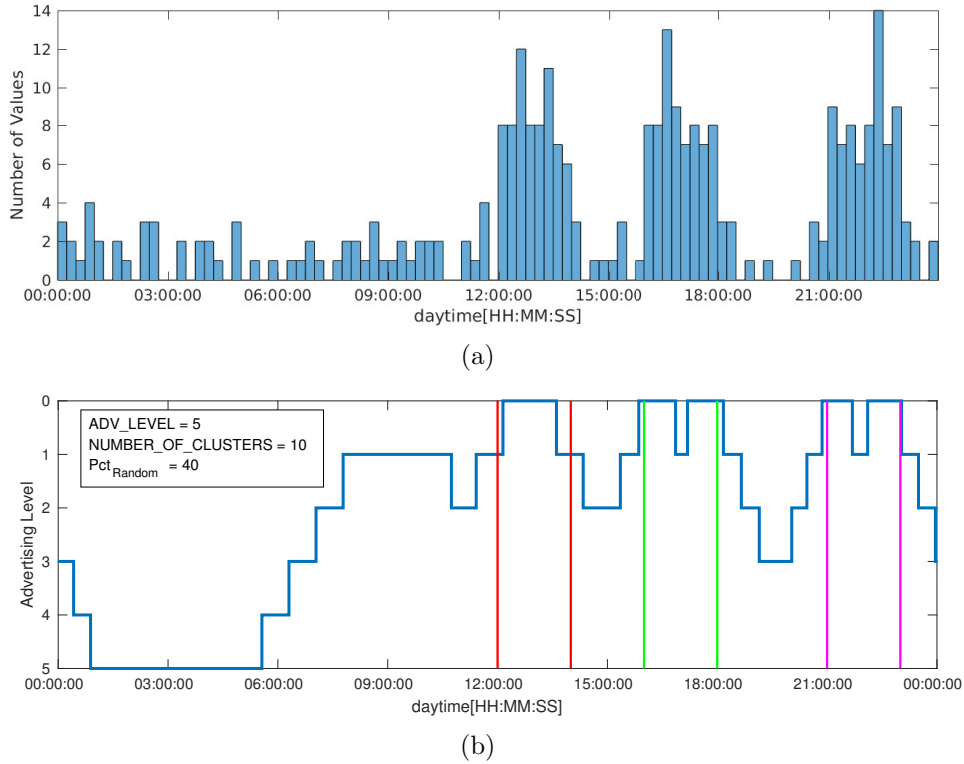 14
12
10
8
6
4
2
0
Number of Values
00:00:00 03:00:00 06:00:00 09:00:00 12:00:00 15:00:00 18:00:00 21:00:00
daytime[HH:MM:SS]
(a)
0
1
2
3
4
5
Advertising Level
ADV_LEVEL = 5
NUMBER_OF_CLUSTERS = 10
Pct Random = 40
00:00:00 03:00:00 06:00:00 09:00:00 12:00:00 15:00:00 18:00:00 21:00:00 00:00:00
daytime[HH:MM:SS]
(b)